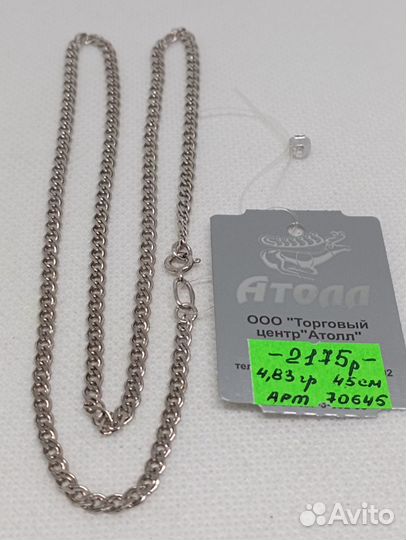 Атолл
ООО "Торговый
центр"Атолл"
-2175р-
4,83гр 45см
Арт 70645
Avito